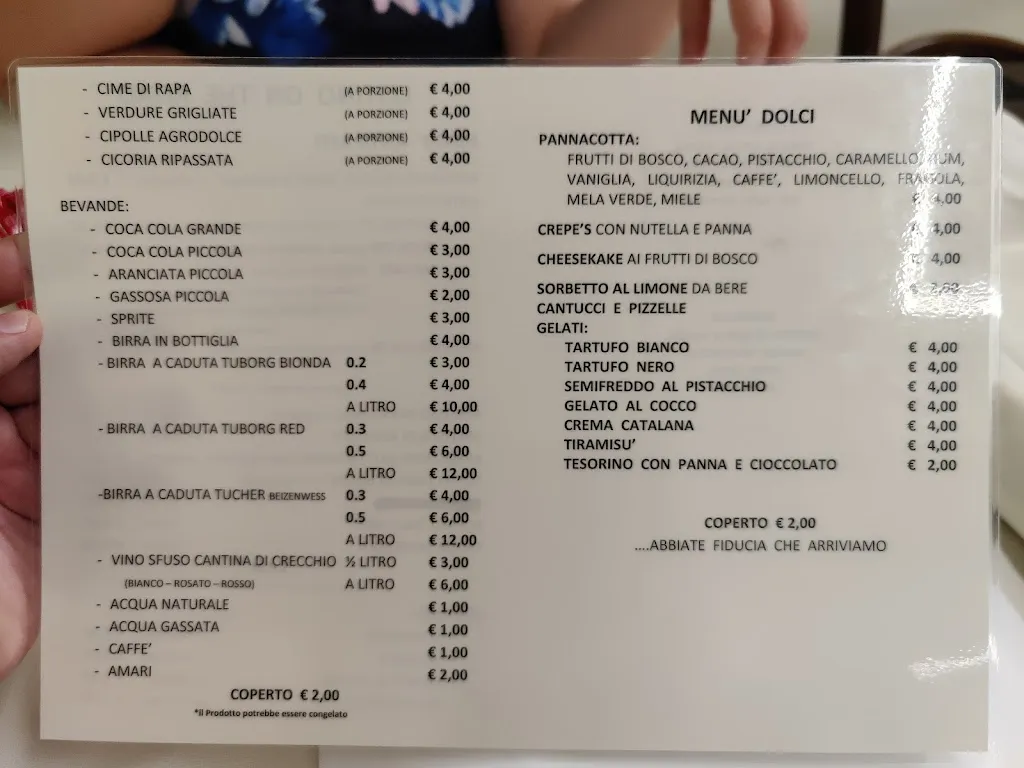 - CIME DI RAPA (A PORZIONE) € 4,00
- VERDURE GRIGLIATE (A PORZIONE) € 4,00
- CIPOLLE AGRODOLCE (A PORZIONE) € 4,00
- CICORIA RIPASSATA (A PORZIONE) € 4,00
BEVANDE:
- COCA COLA GRANDE € 4,00
- COCA COLA PICCOLA € 3,00
- ARANCIATA PICCOLA € 3,00
- GASSOSA PICCOLA € 2,00
- SPRITE € 3,00
- BIRRA IN BOTTIGLIA € 4,00
- BIRRA A CADUTA TUBORG BIONDA 0.2 € 3,00
0.4 € 4,00
A LITRO € 10,00
- BIRRA A CADUTA TUBORG RED 0.3 € 4,00
0.5 € 6,00
A LITRO € 12,00
-BIRRA A CADUTA TUCHER BEIZENWESS 0.3 € 4,00
0.5 € 6,00
A LITRO € 12,00
- VINO SFUSO CANTINA DI CRECCHIO ½ LITRO € 3,00
(BIANCO – ROSATO – ROSSO) A LITRO € 6,00
- ACQUA NATURALE € 1,00
- ACQUA GASSATA € 1,00
- CAFFE' € 1,00
- AMARI € 2,00
COPERTO € 2,00
*il Prodotto potrebbe essere congelato
MENU' DOLCI
PANNACOTTA:
FRUTTI DI BOSCO, CACAO, PISTACCHIO, CARAMELLO, RUM,
VANIGLIA, LIQUIRIZIA, CAFFE', LIMONCELLO, FRAGOLA,
MELA VERDE, MIELE € 4,00
CREPE'S CON NUTELLA E PANNA € 4,00
CHEESEKAKE AI FRUTTI DI BOSCO € 4,00
SORBETTO AL LIMONE DA BERE €
CANTUCCI E PIZZELLE
GELATI:
TARTUFO BIANCO € 4,00
TARTUFO NERO € 4,00
SEMIFREDDO AL PISTACCHIO € 4,00
GELATO AL COCCO € 4,00
CREMA CATALANA € 4,00
TIRAMISU' € 4,00
TESORINO CON PANNA E CIOCCOLATO € 2,00
COPERTO € 2,00
....ABBIATE FIDUCIA CHE ARRIVIAMO